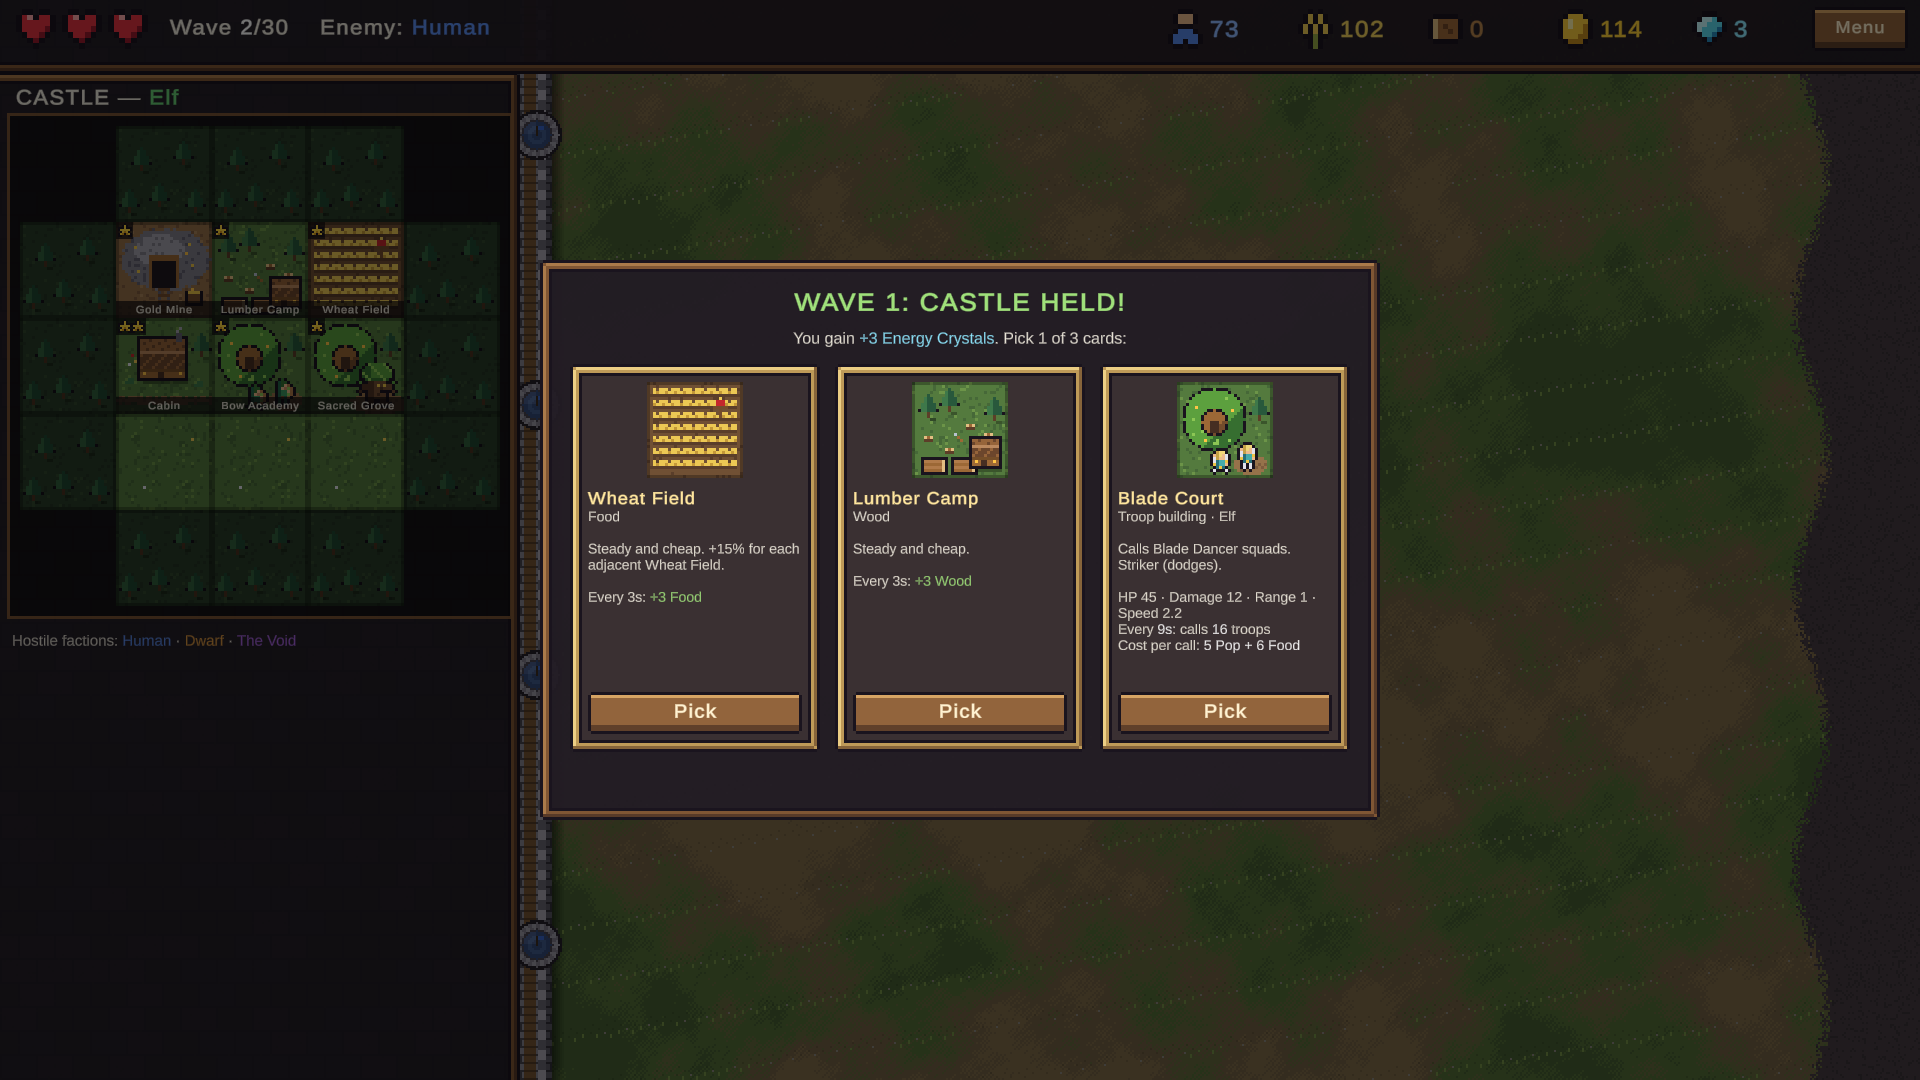 Wave 2/30
Enemy: Human
73
102
0
114
3
Menu
CASTLE — Elf
Gold Mine
Lumber Camp
Wheat Field
Cabin
Bow Academy
Sacred Grove
Hostile factions: Human · Dwarf · The Void
WAVE 1: CASTLE HELD!
You gain +3 Energy Crystals. Pick 1 of 3 cards:
Wheat Field
Food
Steady and cheap. +15% for each
adjacent Wheat Field.
Every 3s: +3 Food
Pick
Lumber Camp
Wood
Steady and cheap.
Every 3s: +3 Wood
Pick
Blade Court
Troop building · Elf
Calls Blade Dancer squads.
Striker (dodges).
HP 45 · Damage 12 · Range 1 ·
Speed 2.2
Every 9s: calls 16 troops
Cost per call: 5 Pop + 6 Food
Pick